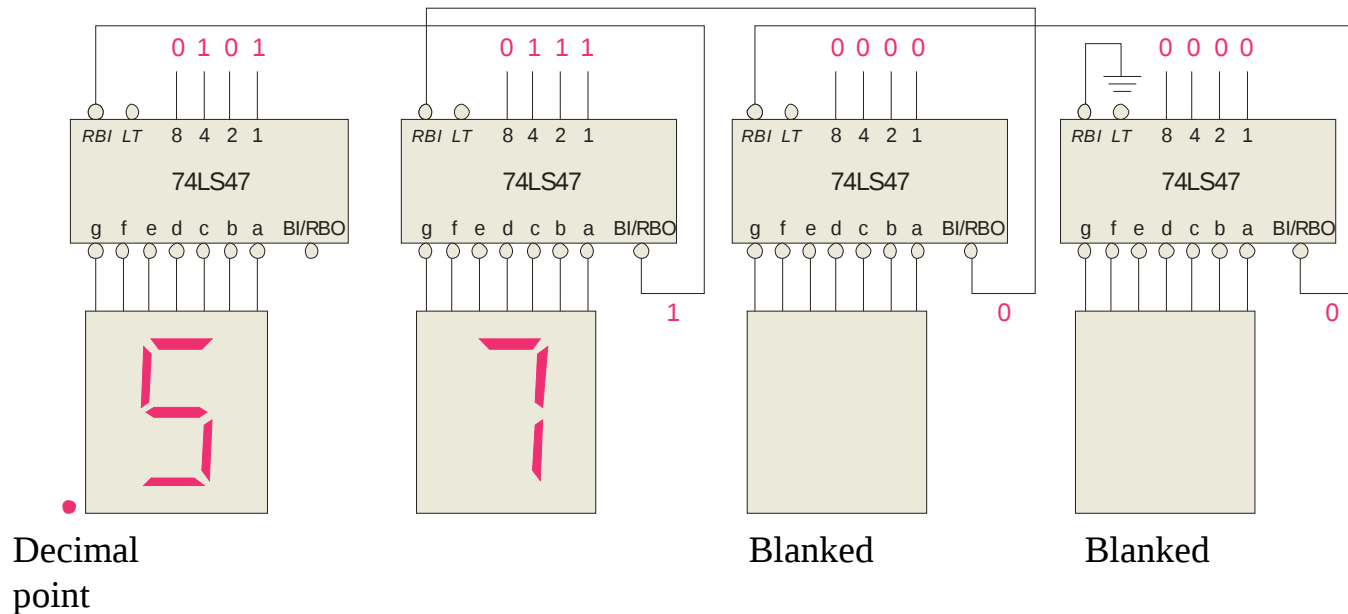 0 1 0 1
0 1 1 1
0 0 0 0
0 0 0 0
RBI LT 8 4 2 1
RBI LT 8 4 2 1
RBI LT 8 4 2 1
RBI LT 8 4 2 1
74LS47
74LS47
74LS47
74LS47
g f e d c b a BI/RBO
g f e d c b a BI/RBO
g f e d c b a BI/RBO
g f e d c b a BI/RBO
1
0
0
5
7
Decimal
point
Blanked
Blanked